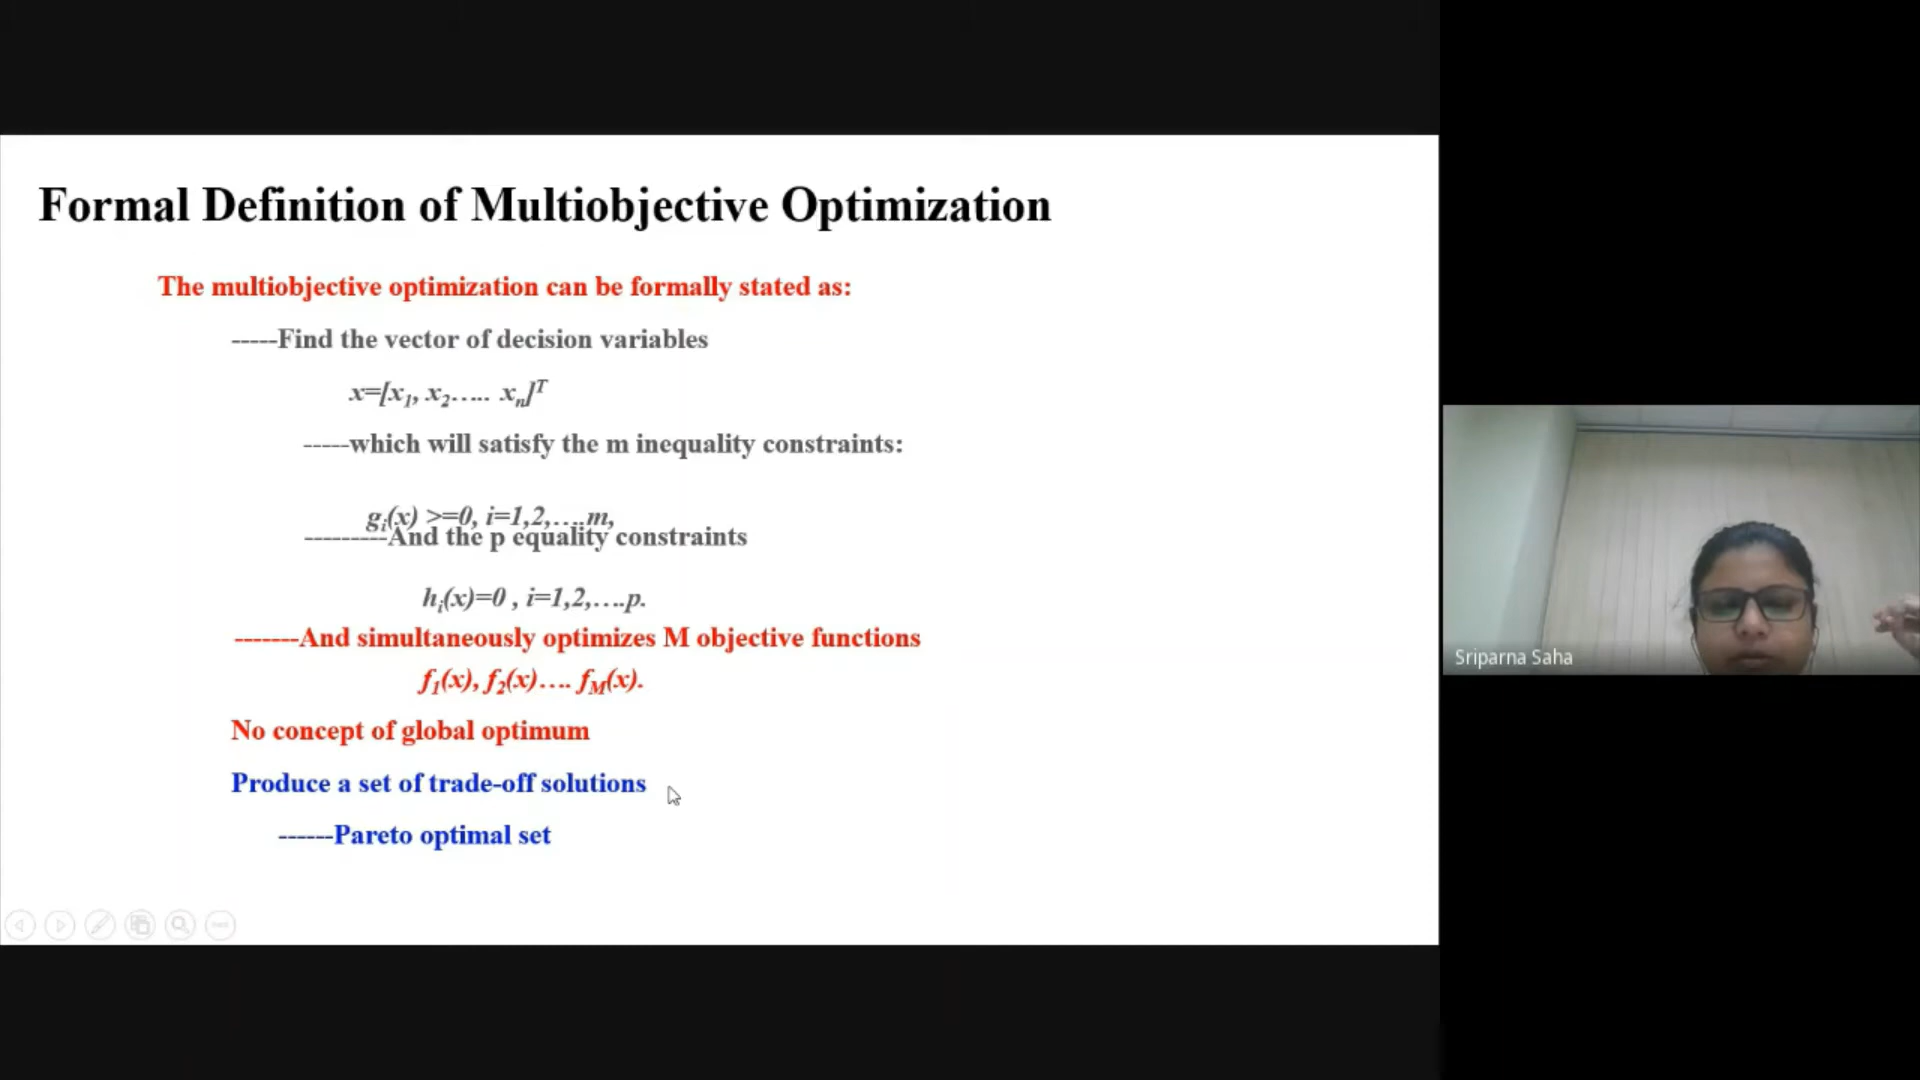 Formal Definition of Multiobjective Optimization
The multiobjective optimization can be formally stated as:
-----Find the vector of decision variables
x=[x₁, x₂….. xₙ]ᵀ
-----which will satisfy the m inequality constraints:
gᵢ(x) >=0, i=1,2,….m,
---------And the p equality constraints
hᵢ(x)=0 , i=1,2,….p.
-------And simultaneously optimizes M objective functions
f₁(x), f₂(x)…. f_M(x).
No concept of global optimum
Produce a set of trade-off solutions
------Pareto optimal set
Sriparna Saha